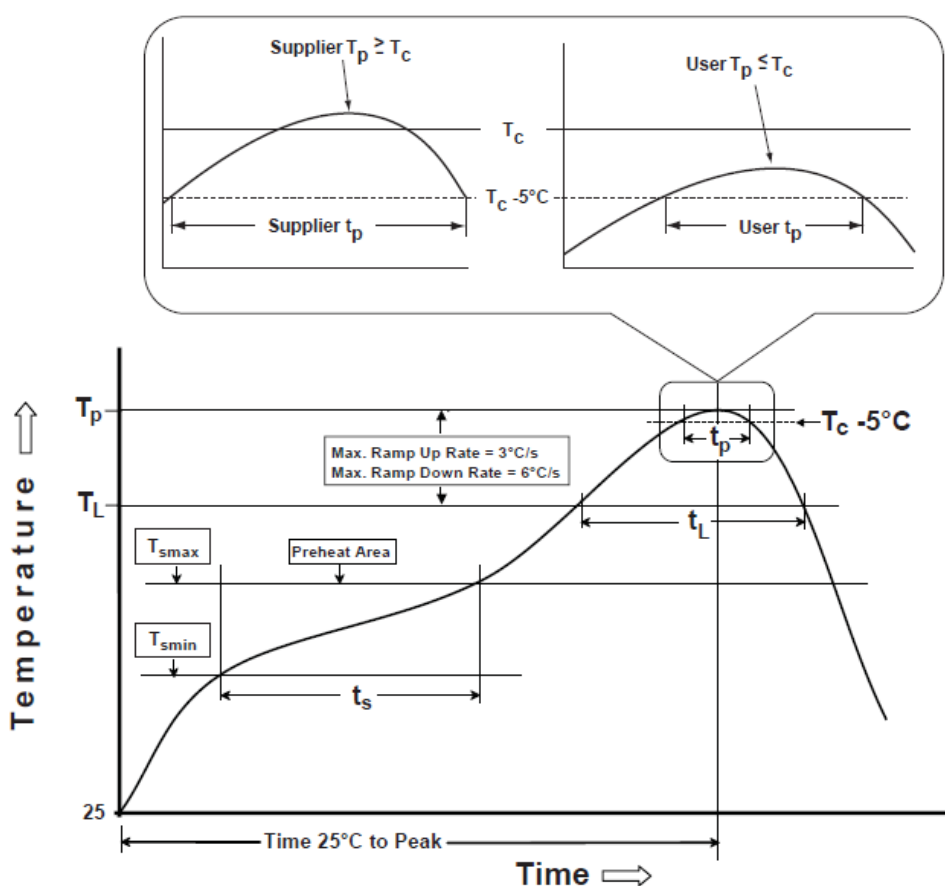 Supplier Tp ≥ Tc
User Tp ≤ Tc
Tc
Tc -5°C
Supplier tp
User tp
Tp
Tc -5°C
tp
Max. Ramp Up Rate = 3°C/s
Max. Ramp Down Rate = 6°C/s
TL
tL
Tsmax
Preheat Area
Tsmin
ts
Temperature
25
Time 25°C to Peak
Time